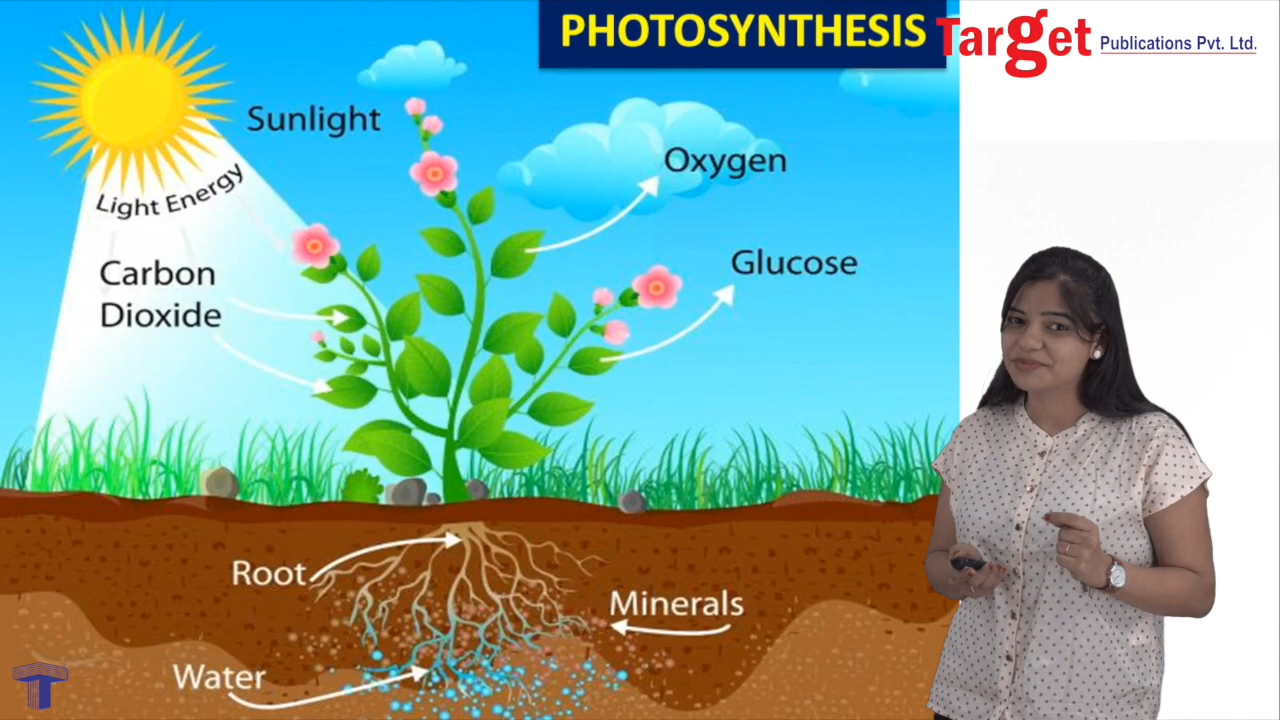 PHOTOSYNTHESIS
Target Publications Pvt. Ltd.
Sunlight
Light Energy
Oxygen
Carbon
Dioxide
Glucose
Root
Minerals
Water
T